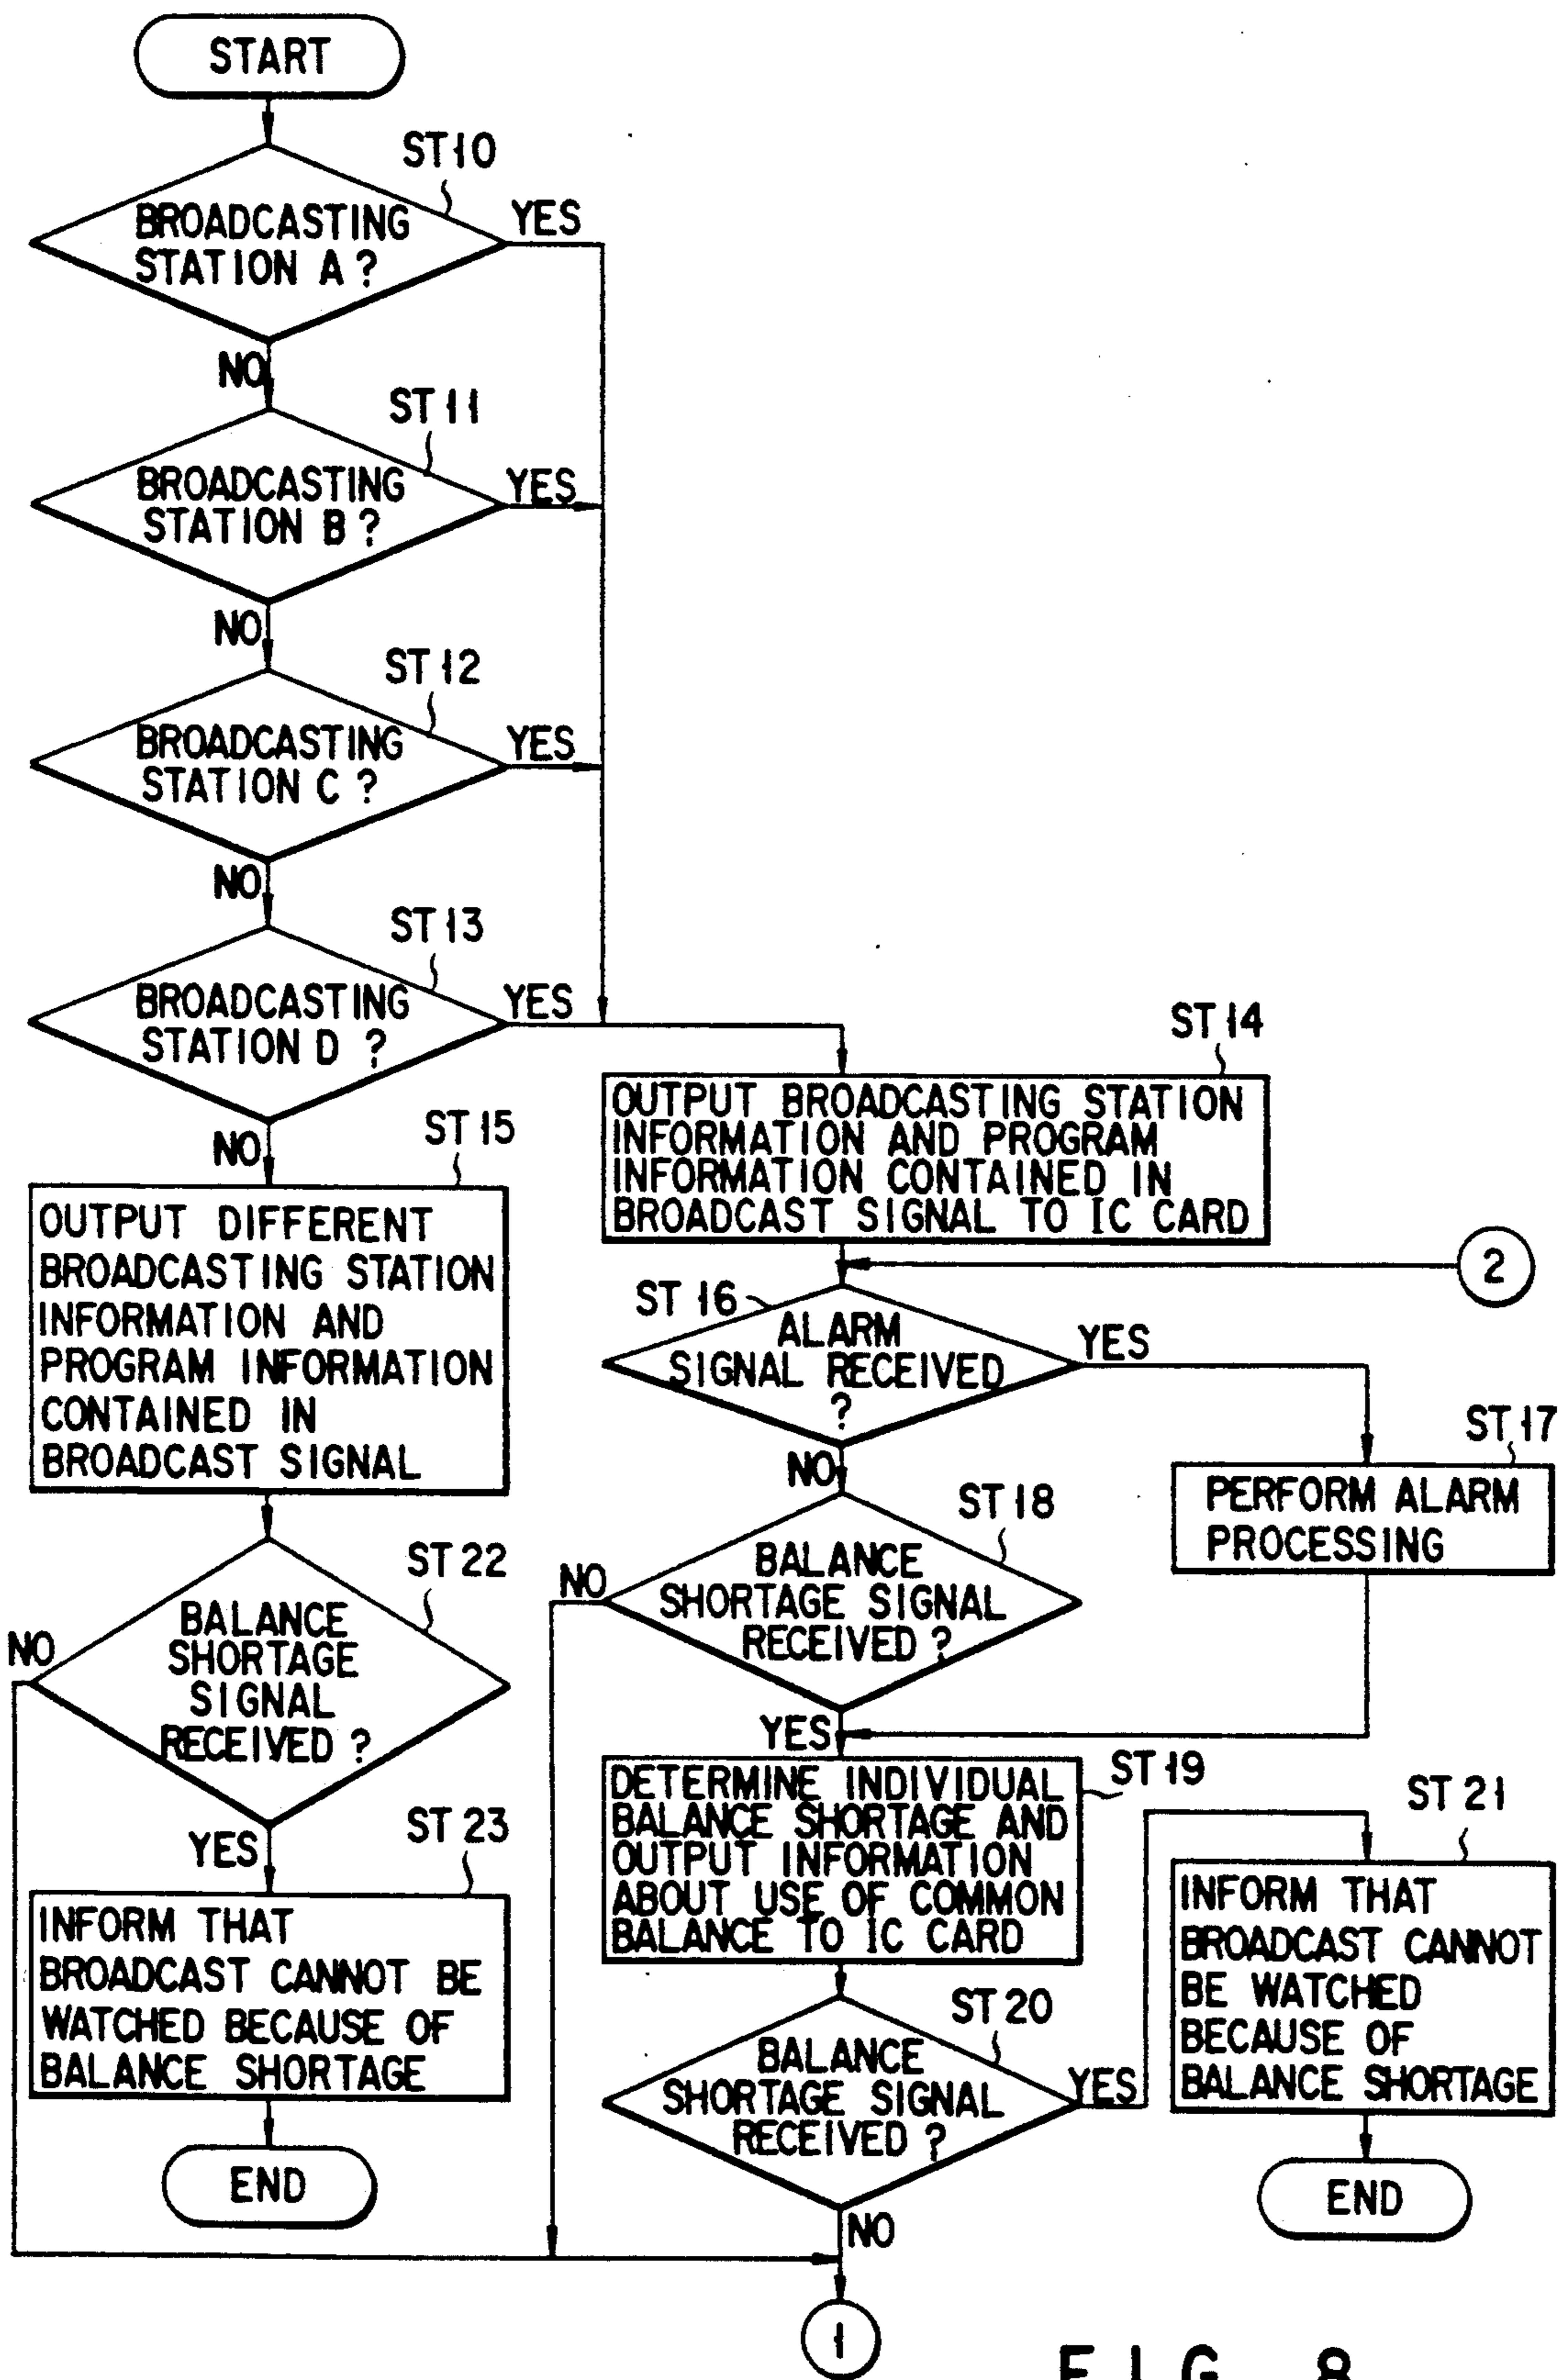 START
ST10
BROADCASTING
STATION A ?
YES
NO
ST11
BROADCASTING
STATION B ?
YES
NO
ST12
BROADCASTING
STATION C ?
YES
NO
ST13
BROADCASTING
STATION D ?
YES
NO
ST14
OUTPUT BROADCASTING STATION
INFORMATION AND PROGRAM
INFORMATION CONTAINED IN
BROADCAST SIGNAL TO IC CARD
ST15
OUTPUT DIFFERENT
BROADCASTING STATION
INFORMATION AND
PROGRAM INFORMATION
CONTAINED IN
BROADCAST SIGNAL
2
ST16
ALARM
SIGNAL RECEIVED
?
YES
NO
ST17
PERFORM ALARM
PROCESSING
ST18
BALANCE
SHORTAGE SIGNAL
RECEIVED ?
NO
YES
ST22
BALANCE
SHORTAGE
SIGNAL
RECEIVED ?
NO
YES
ST19
DETERMINE INDIVIDUAL
BALANCE SHORTAGE AND
OUTPUT INFORMATION
ABOUT USE OF COMMON
BALANCE TO IC CARD
ST23
INFORM THAT
BROADCAST CANNOT BE
WATCHED BECAUSE OF
BALANCE SHORTAGE
END
ST20
BALANCE
SHORTAGE SIGNAL
RECEIVED ?
YES
NO
ST21
INFORM THAT
BROADCAST CANNOT
BE WATCHED
BECAUSE OF
BALANCE SHORTAGE
END
1
FIG. 8